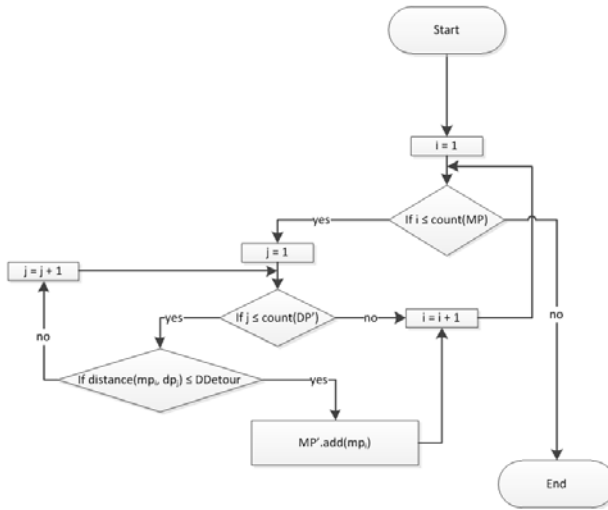 Start
i = 1
If i ≤ count(MP)
yes
j = 1
j = j + 1
If j ≤ count(DP')
no
i = i + 1
yes
no
no
If distance(mpᵢ, dpⱼ) ≤ DDetour
yes
MP'.add(mpᵢ)
End